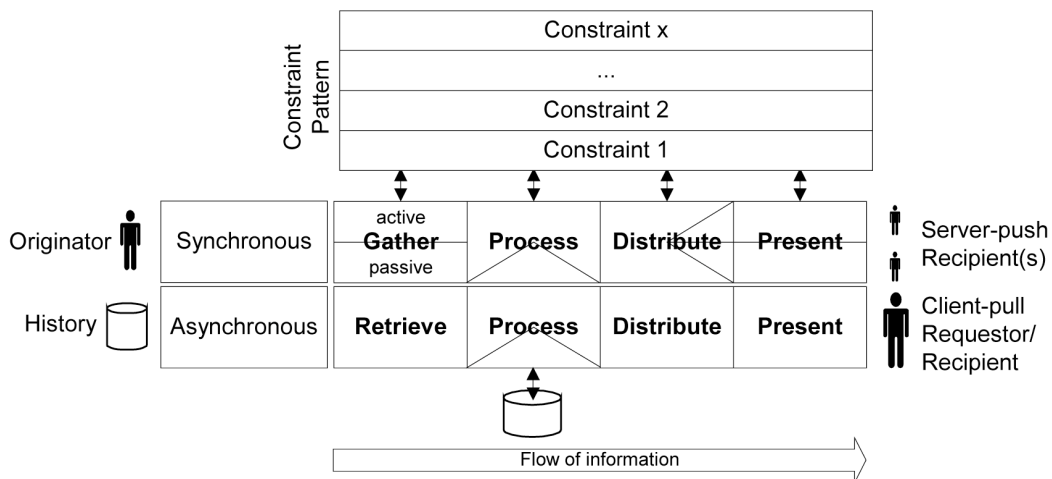 Constraint x
...
Constraint 2
Constraint 1
Constraint
Pattern
Originator
Synchronous
active
Gather
passive
Process
Distribute
Present
Server-push
Recipient(s)
History
Asynchronous
Retrieve
Process
Distribute
Present
Client-pull
Requestor/
Recipient
Flow of information